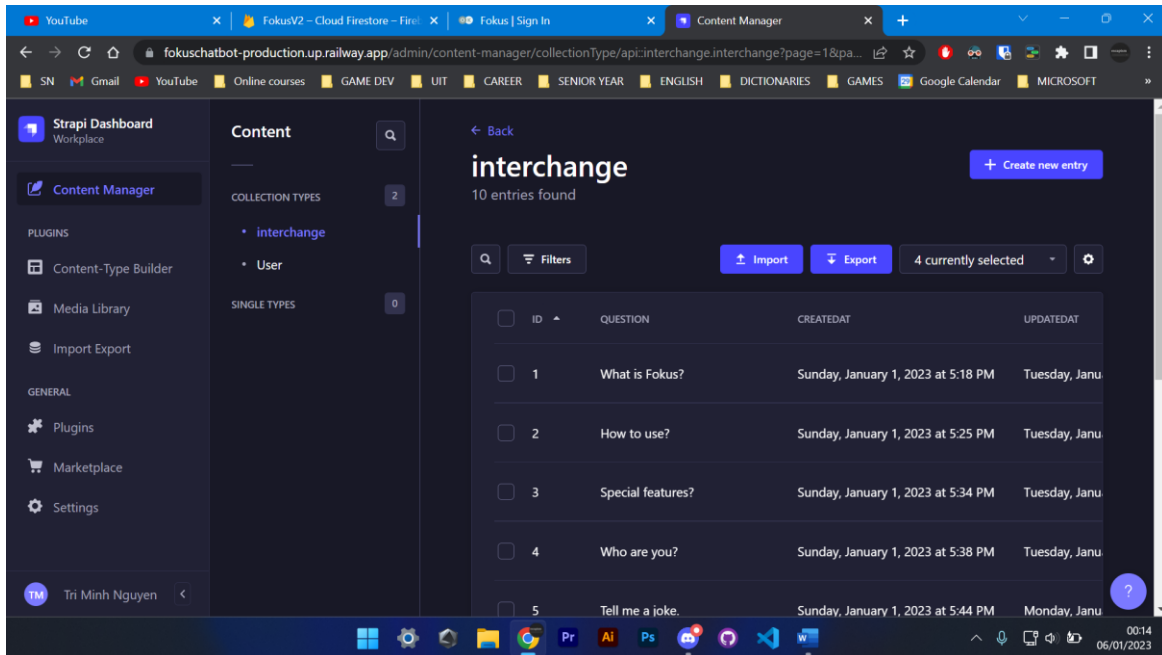 YouTube
FokusV2 – Cloud Firestore – Fire
Fokus | Sign In
Content Manager
fokuschatbot-production.up.railway.app/admin/content-manager/collectionType/api::interchange.interchange?page=1&pa...
SN
Gmail
YouTube
Online courses
GAME DEV
UIT
CAREER
SENIOR YEAR
ENGLISH
DICTIONARIES
GAMES
Google Calendar
MICROSOFT
»
Strapi Dashboard
Workplace
Content Manager
PLUGINS
Content-Type Builder
Media Library
Import Export
GENERAL
Plugins
Marketplace
Settings
TM
Tri Minh Nguyen
Content
COLLECTION TYPES
2
• interchange
• User
SINGLE TYPES
0
← Back
interchange
10 entries found
+ Create new entry
Filters
Import
Export
4 currently selected
ID QUESTION CREATEDAT UPDATEDAT
1 What is Fokus? Sunday, January 1, 2023 at 5:18 PM Tuesday, Janu
2 How to use? Sunday, January 1, 2023 at 5:25 PM Tuesday, Janu
3 Special features? Sunday, January 1, 2023 at 5:34 PM Tuesday, Janu
4 Who are you? Sunday, January 1, 2023 at 5:38 PM Tuesday, Janu
5 Tell me a joke. Sunday, January 1, 2023 at 5:44 PM Monday, Janu
?
Pr
Ai
Ps
00:14
06/01/2023